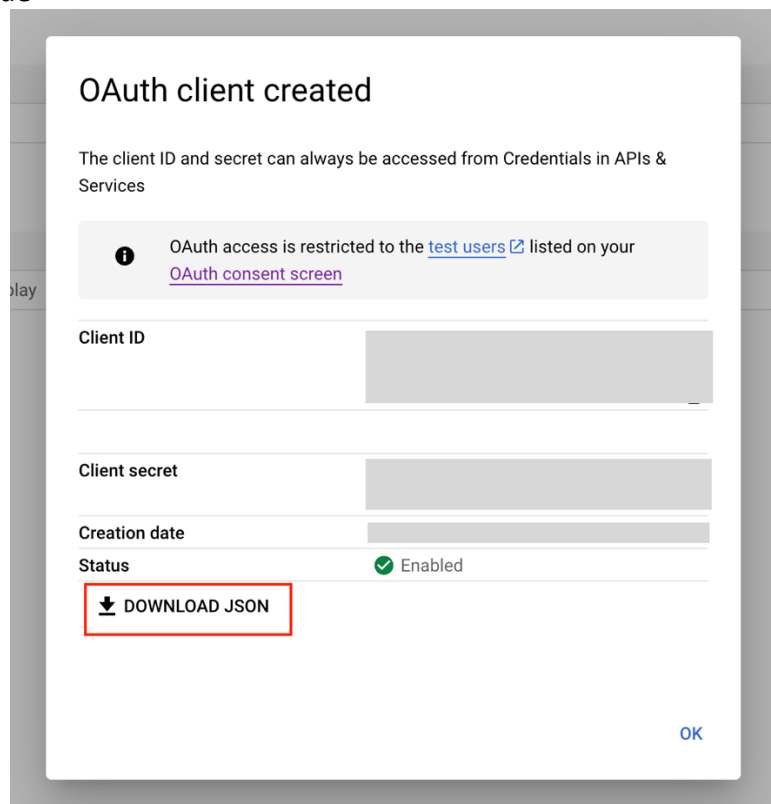 OAuth client created
The client ID and secret can always be accessed from Credentials in APIs &
Services
OAuth access is restricted to the test users listed on your
OAuth consent screen
play
Client ID
Client secret
Creation date
Status Enabled
DOWNLOAD JSON
OK